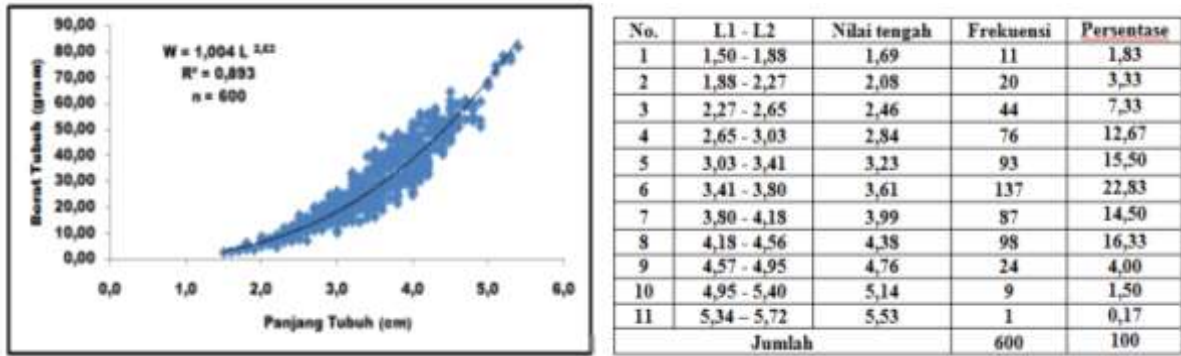 90,00
80,00
70,00
60,00
50,00
40,00
30,00
20,00
10,00
0,00
Berat Tubuh (gram)
W = 1,004 L 2,63
R² = 0,893
n = 600
0,0 1,0 2,0 3,0 4,0 5,0 6,0
Panjang Tubuh (cm)
No. L1 - L2 Nilai tengah Frekuensi Persentase
1 1,50 - 1,88 1,69 11 1,83
2 1,88 - 2,27 2,08 20 3,33
3 2,27 - 2,65 2,46 44 7,33
4 2,65 - 3,03 2,84 76 12,67
5 3,03 - 3,41 3,23 93 15,50
6 3,41 - 3,80 3,61 137 22,83
7 3,80 - 4,18 3,99 87 14,50
8 4,18 - 4,56 4,38 98 16,33
9 4,57 - 4,95 4,76 24 4,00
10 4,95 - 5,40 5,14 9 1,50
11 5,34 – 5,72 5,53 1 0,17
Jumlah 600 100